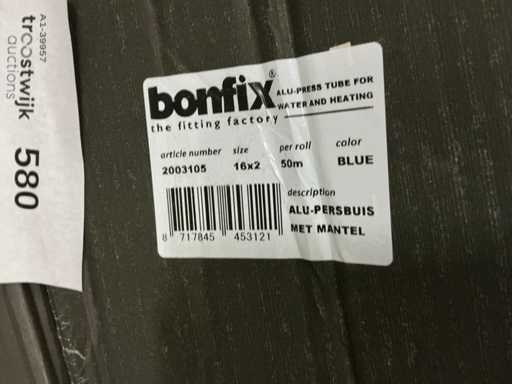 A1-39957
troostwijk
auctions
580
bonfix®
ALU-PRESS TUBE FOR
WATER AND HEATING
the fitting factory
article number size per roll color
2003105 16x2 50m BLUE
description
ALU-PERSBUIS
MET MANTEL
8 717845 453121